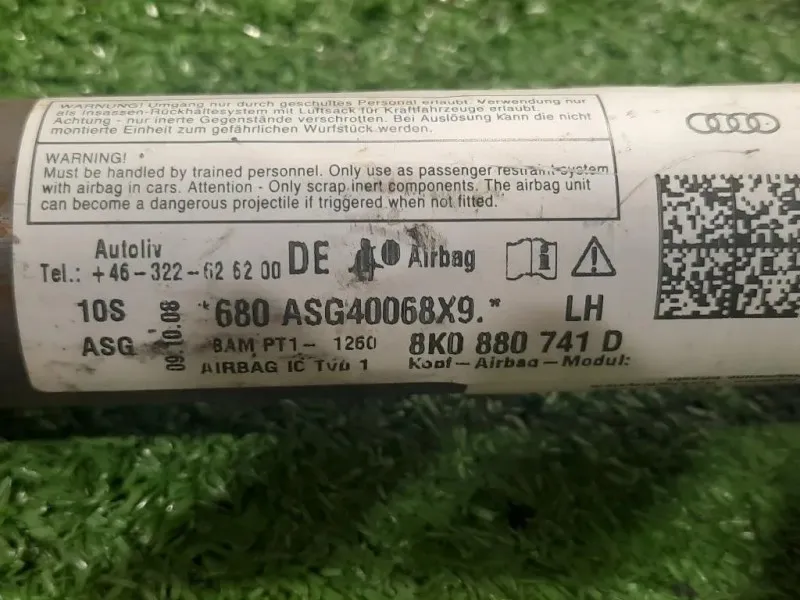 WARNUNG! Umgang nur durch geschultes Personal erlaubt. Verwendung nur
als Insassen-Rückhaltesystem mit Luftsack für Kraftfahrzeuge erlaubt.
Achtung - nur inerte Gegenstände verschrotten. Bei Auslösung kann die nicht
montierte Einheit zum gefährlichen Wurfstück werden.
WARNING!
Must be handled by trained personnel. Only use as passenger restraint system
with airbag in cars. Attention - Only scrap inert components. The airbag unit
can become a dangerous projectile if triggered when not fitted.
Autoliv
Tel.: +46-322-626200 DE Airbag
10S *680 ASG40068X9.* LH
ASG 09.10.08 BAM PT1- 1260 8K0 880 741 D
AIRBAG IC Typ 1 Kopf-Airbag-Modul: